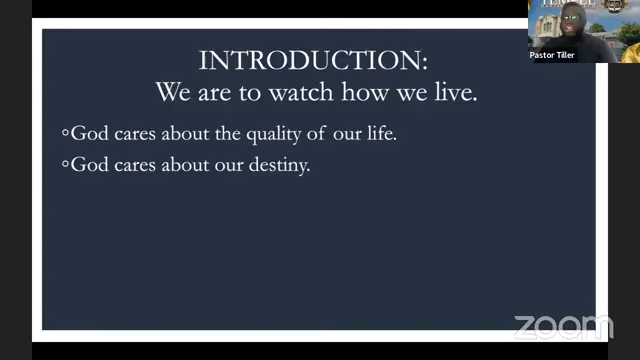 TEMPLE
Pastor Tiller
INTRODUCTION:
We are to watch how we live.
God cares about the quality of our life.
God cares about our destiny.
zoom